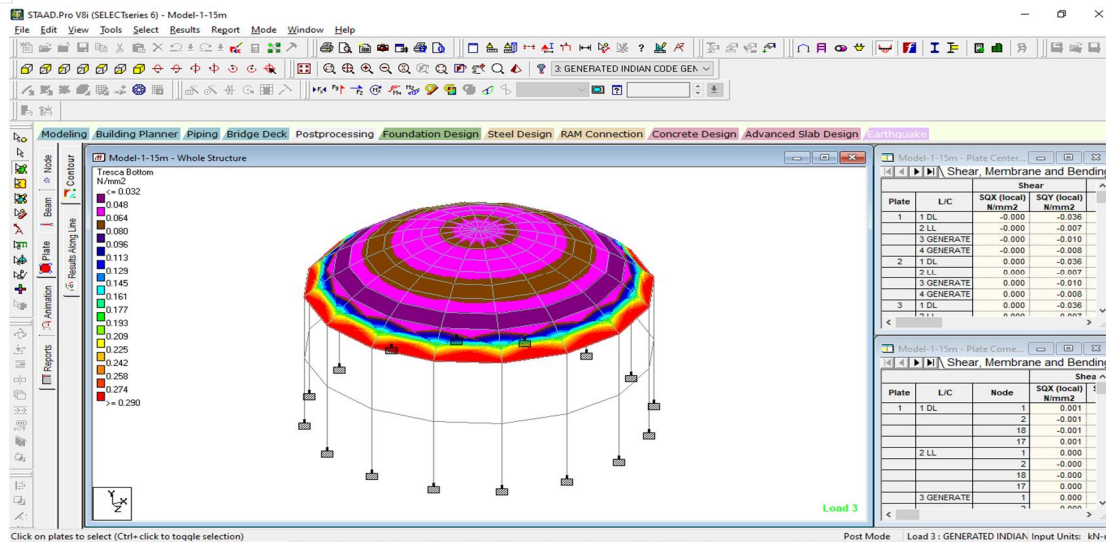 STAAD.Pro V8i (SELECTseries 6) - Model-1-15m
File Edit View Tools Select Results Report Mode Window Help
3: GENERATED INDIAN CODE GEN
Modeling Building Planner Piping Bridge Deck Postprocessing Foundation Design Steel Design RAM Connection Concrete Design Advanced Slab Design Earthquake
Node
Beam
Plate
Animation
Reports
Contour
Results Along Line
Model-1-15m - Whole Structure
Tresca Bottom
N/mm2
<= 0.032
0.048
0.064
0.080
0.096
0.113
0.129
0.145
0.161
0.177
0.193
0.209
0.225
0.242
0.258
0.274
>= 0.290
Y
X
Z
Load 3
Model-1-15m - Plate Center...
Shear, Membrane and Bending
Shear
Plate L/C SQX (local) N/mm2 SQY (local) N/mm2
1 1 DL -0.000 -0.036
2 LL -0.000 -0.007
3 GENERATE -0.000 -0.010
4 GENERATE -0.000 -0.008
2 1 DL 0.000 -0.036
2 LL 0.000 -0.007
3 GENERATE 0.000 -0.010
4 GENERATE 0.000 -0.008
3 1 DL 0.000 -0.036
Model-1-15m - Plate Corne...
Shear, Membrane and Bending
Shea
Plate L/C Node SQX (local) N/mm2
1 1 DL 1 0.001
2 -0.001
18 -0.001
17 0.001
2 LL 1 0.000
2 -0.000
18 -0.000
17 0.000
3 GENERATE 1 0.000
Click on plates to select (Ctrl+click to toggle selection)
Post Mode Load 3 : GENERATED INDIAN Input Units: kN-